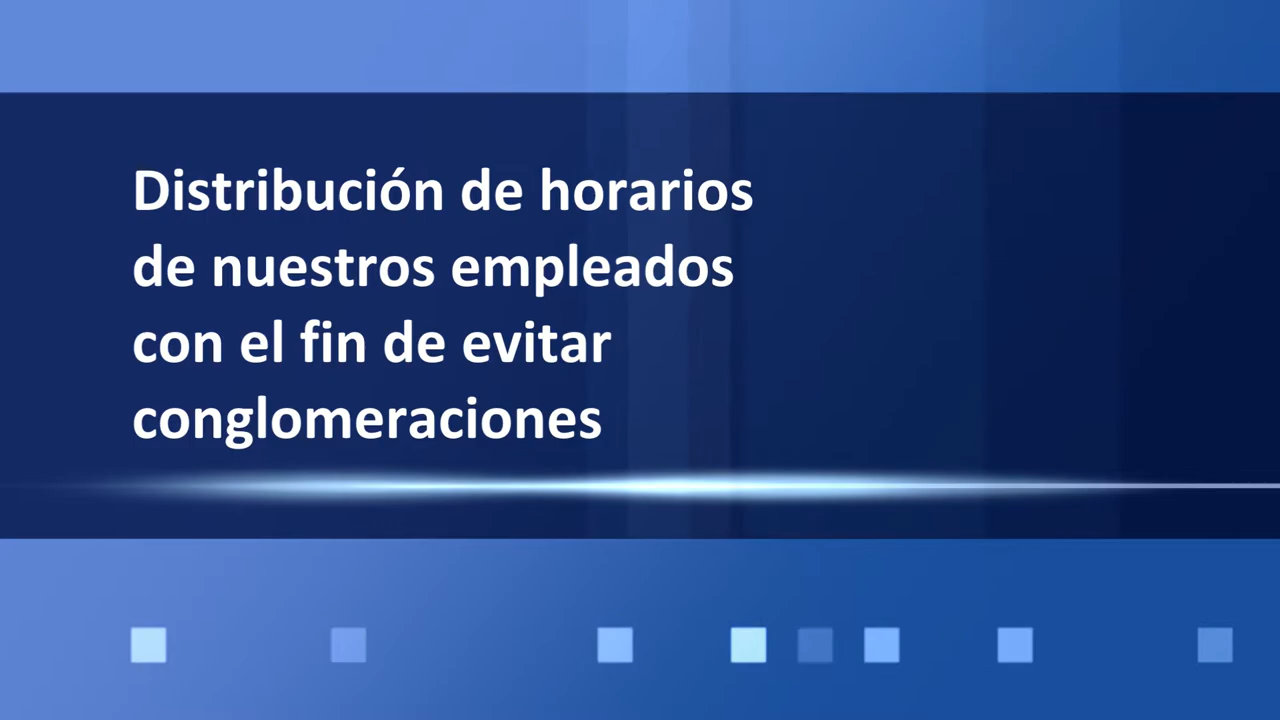 Distribución de horarios
de nuestros empleados
con el fin de evitar
conglomeraciones